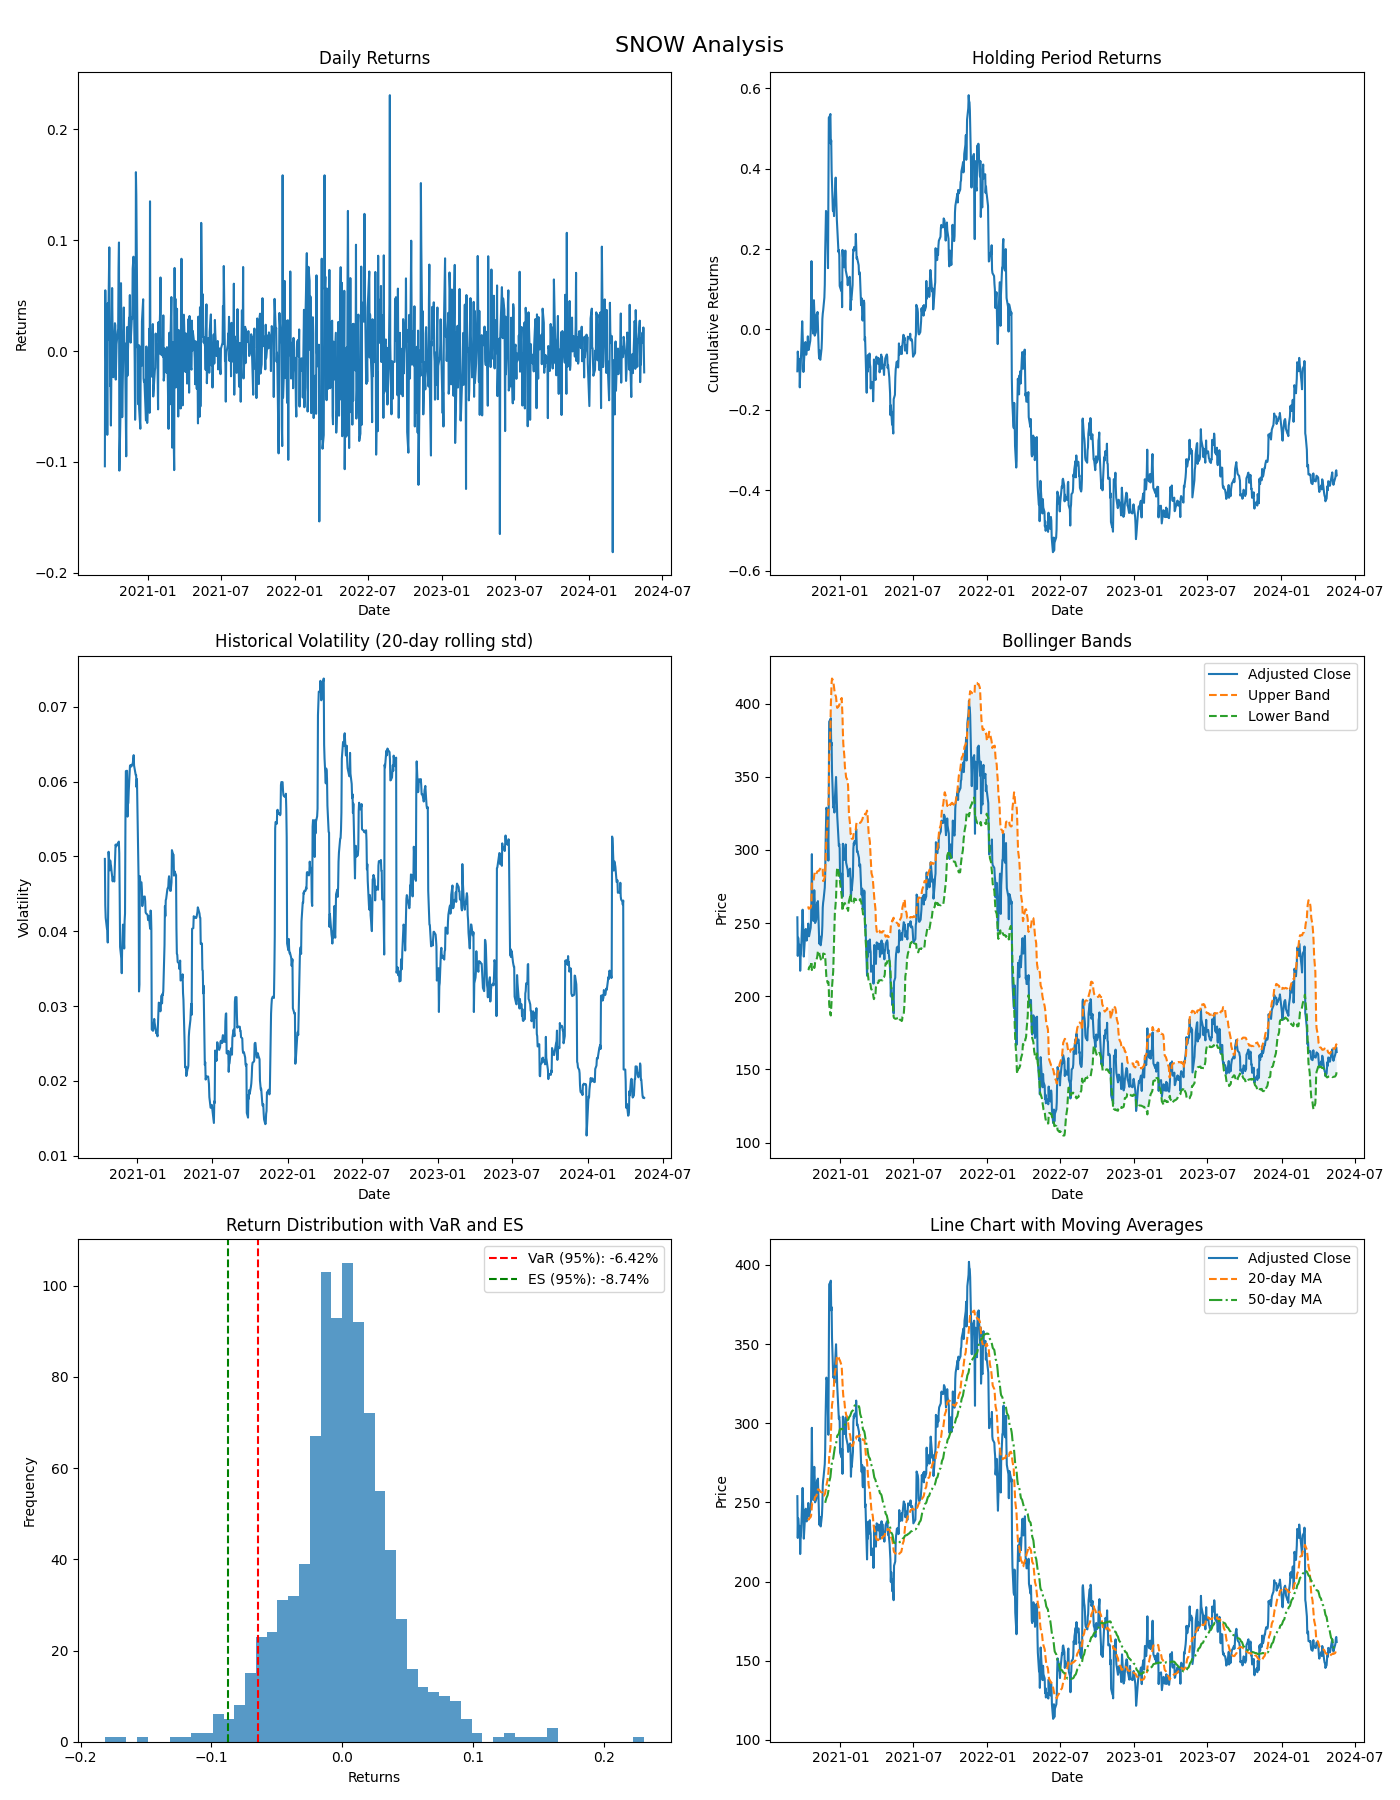 SNOW Analysis
Daily Returns
Returns
0.2
0.1
0.0
−0.1
−0.2
2021-01 2021-07 2022-01 2022-07 2023-01 2023-07 2024-01 2024-07
Date
Holding Period Returns
Cumulative Returns
0.6
0.4
0.2
0.0
−0.2
−0.4
−0.6
2021-01 2021-07 2022-01 2022-07 2023-01 2023-07 2024-01 2024-07
Date
Historical Volatility (20-day rolling std)
Volatility
0.07
0.06
0.05
0.04
0.03
0.02
0.01
2021-01 2021-07 2022-01 2022-07 2023-01 2023-07 2024-01 2024-07
Date
Bollinger Bands
Adjusted Close
Upper Band
Lower Band
Price
400
350
300
250
200
150
100
2021-01 2021-07 2022-01 2022-07 2023-01 2023-07 2024-01 2024-07
Date
Return Distribution with VaR and ES
VaR (95%): -6.42%
ES (95%): -8.74%
Frequency
100
80
60
40
20
0
−0.2 −0.1 0.0 0.1 0.2
Returns
Line Chart with Moving Averages
Adjusted Close
20-day MA
50-day MA
Price
400
350
300
250
200
150
100
2021-01 2021-07 2022-01 2022-07 2023-01 2023-07 2024-01 2024-07
Date